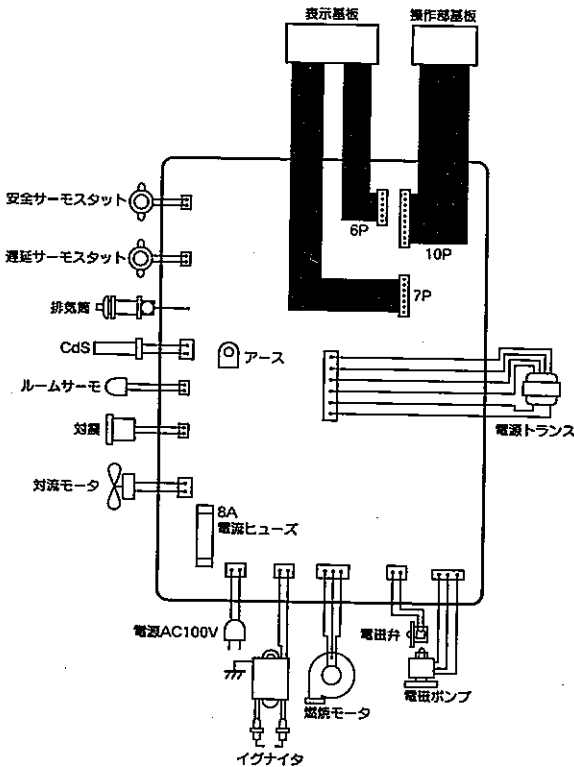 表示基板
操作部基板
安全サーモスタット
遅延サーモスタット
排気筒
CdS
ルームサーモ
対震
対流モータ
6P
10P
7P
アース
電源トランス
8A
電流ヒューズ
電源AC100V
電磁弁
電磁ポンプ
燃焼モータ
イグナイタ